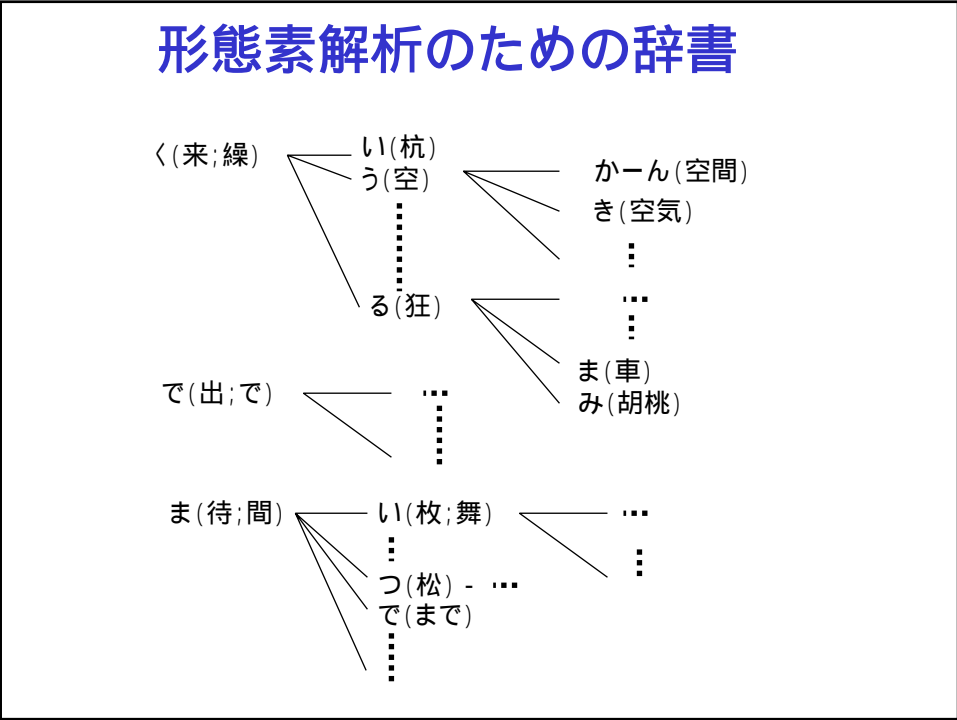 形態素解析のための辞書
く(来;繰)
い(杭)
う(空)
かーん(空間)
き(空気)
る(狂)
…
ま(車)
み(胡桃)
で(出;で)
…
ま(待;間)
い(枚;舞)
…
つ(松) - …
で(まで)